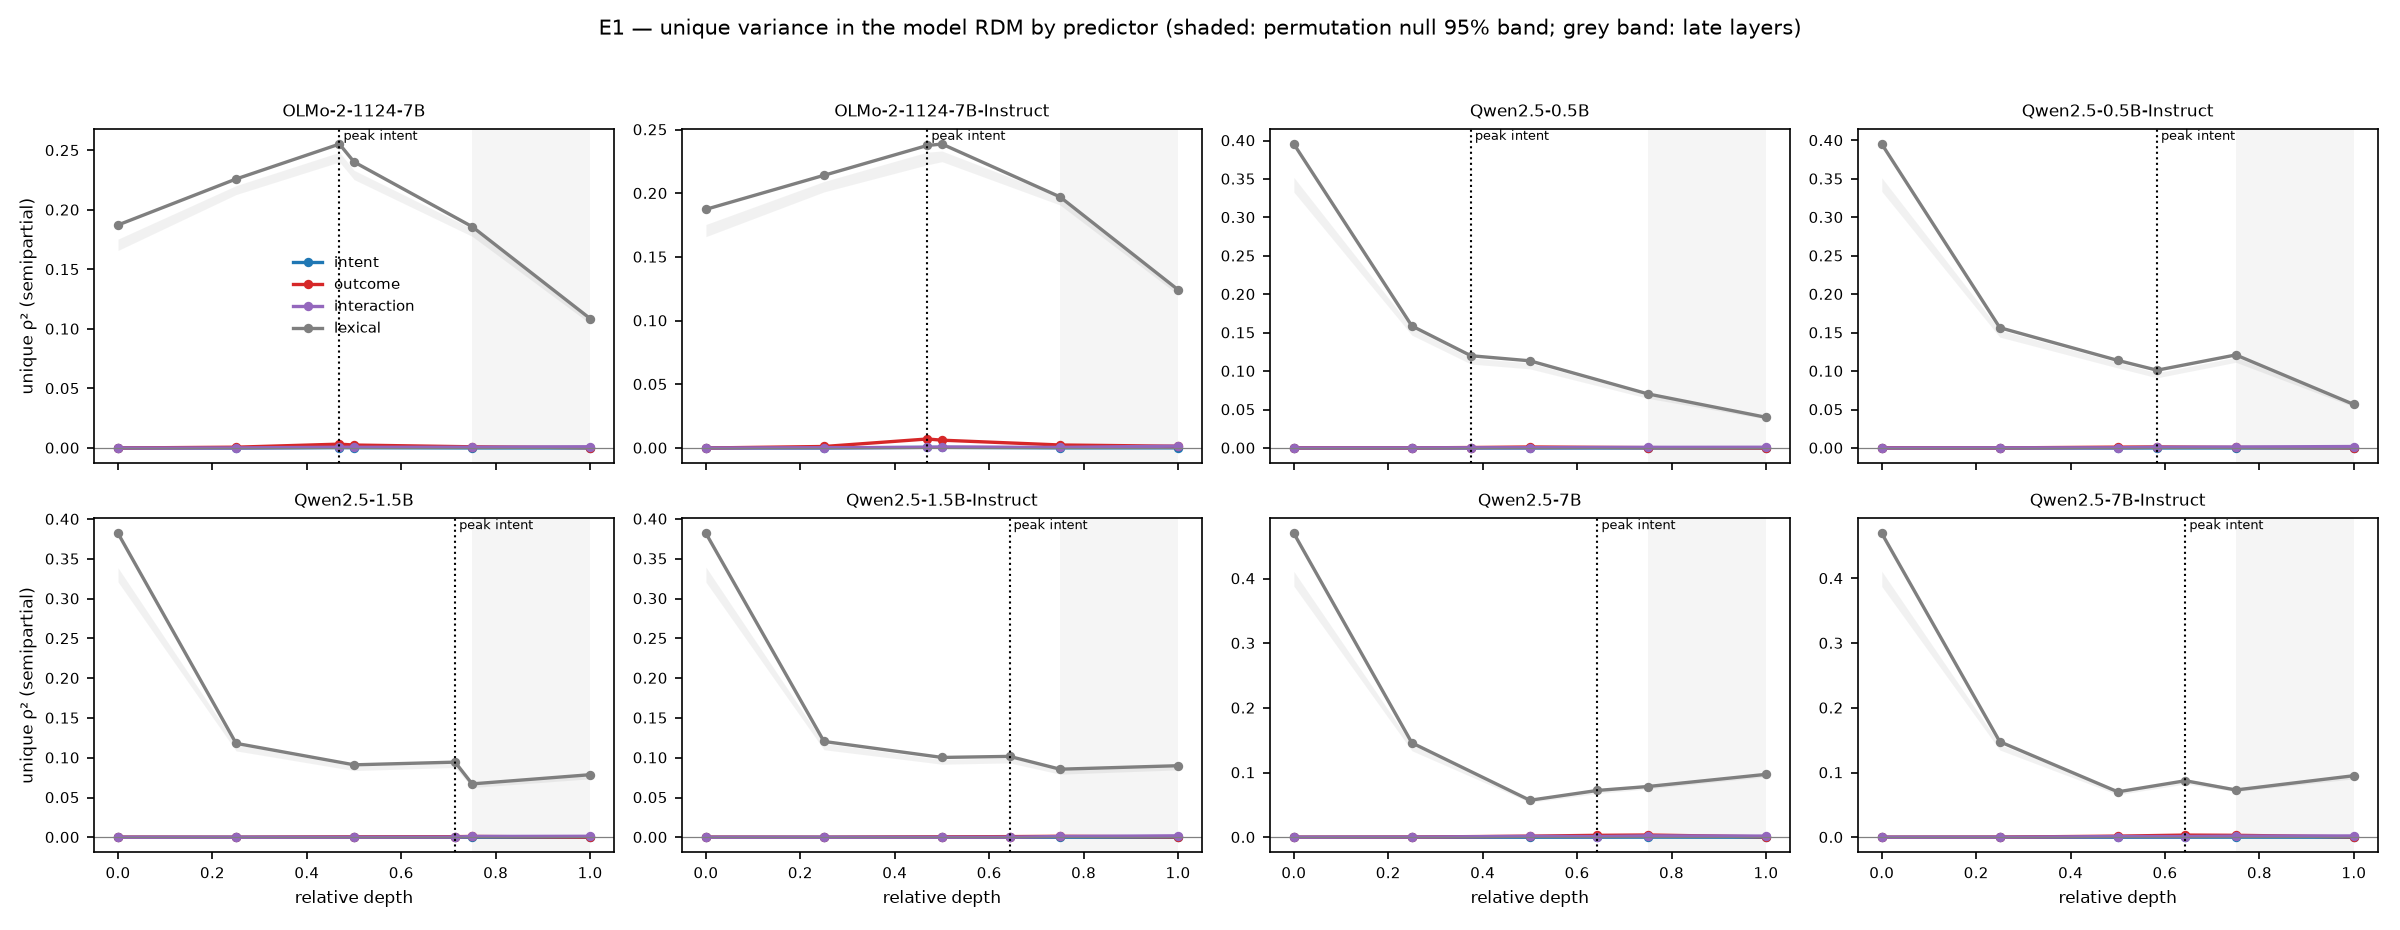 E1 — unique variance in the model RDM by predictor (shaded: permutation null 95% band; grey band: late layers)
OLMo-2-1124-7B
unique ρ² (semipartial)
0.25
0.20
0.15
0.10
0.05
0.00
peak intent
intent
outcome
interaction
lexical
OLMo-2-1124-7B-Instruct
0.25
0.20
0.15
0.10
0.05
0.00
peak intent
Qwen2.5-0.5B
0.40
0.35
0.30
0.25
0.20
0.15
0.10
0.05
0.00
peak intent
Qwen2.5-0.5B-Instruct
0.40
0.35
0.30
0.25
0.20
0.15
0.10
0.05
0.00
peak intent
Qwen2.5-1.5B
unique ρ² (semipartial)
0.40
0.35
0.30
0.25
0.20
0.15
0.10
0.05
0.00
peak intent
0.0 0.2 0.4 0.6 0.8 1.0
relative depth
Qwen2.5-1.5B-Instruct
0.40
0.35
0.30
0.25
0.20
0.15
0.10
0.05
0.00
peak intent
0.0 0.2 0.4 0.6 0.8 1.0
relative depth
Qwen2.5-7B
0.4
0.3
0.2
0.1
0.0
peak intent
0.0 0.2 0.4 0.6 0.8 1.0
relative depth
Qwen2.5-7B-Instruct
0.4
0.3
0.2
0.1
0.0
peak intent
0.0 0.2 0.4 0.6 0.8 1.0
relative depth